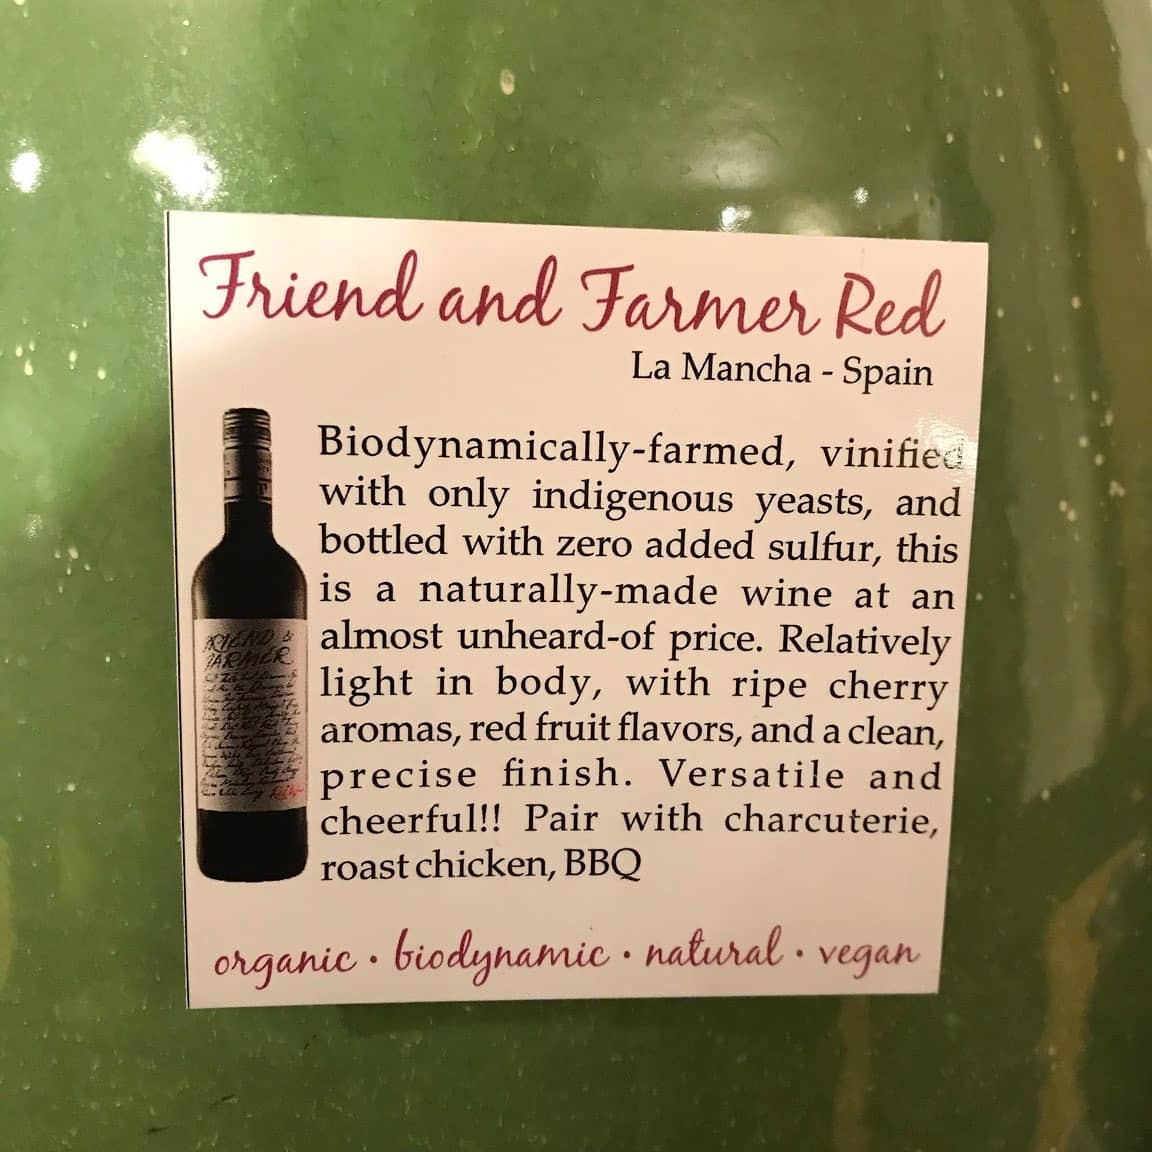 Friend and Farmer Red
La Mancha - Spain
Biodynamically-farmed, vinified
with only indigenous yeasts, and
bottled with zero added sulfur, this
is a naturally-made wine at an
almost unheard-of price. Relatively
light in body, with ripe cherry
aromas, red fruit flavors, and a clean,
precise finish. Versatile and
cheerful!! Pair with charcuterie,
roast chicken, BBQ
FRIEND &
FARMER
organic · biodynamic · natural · vegan